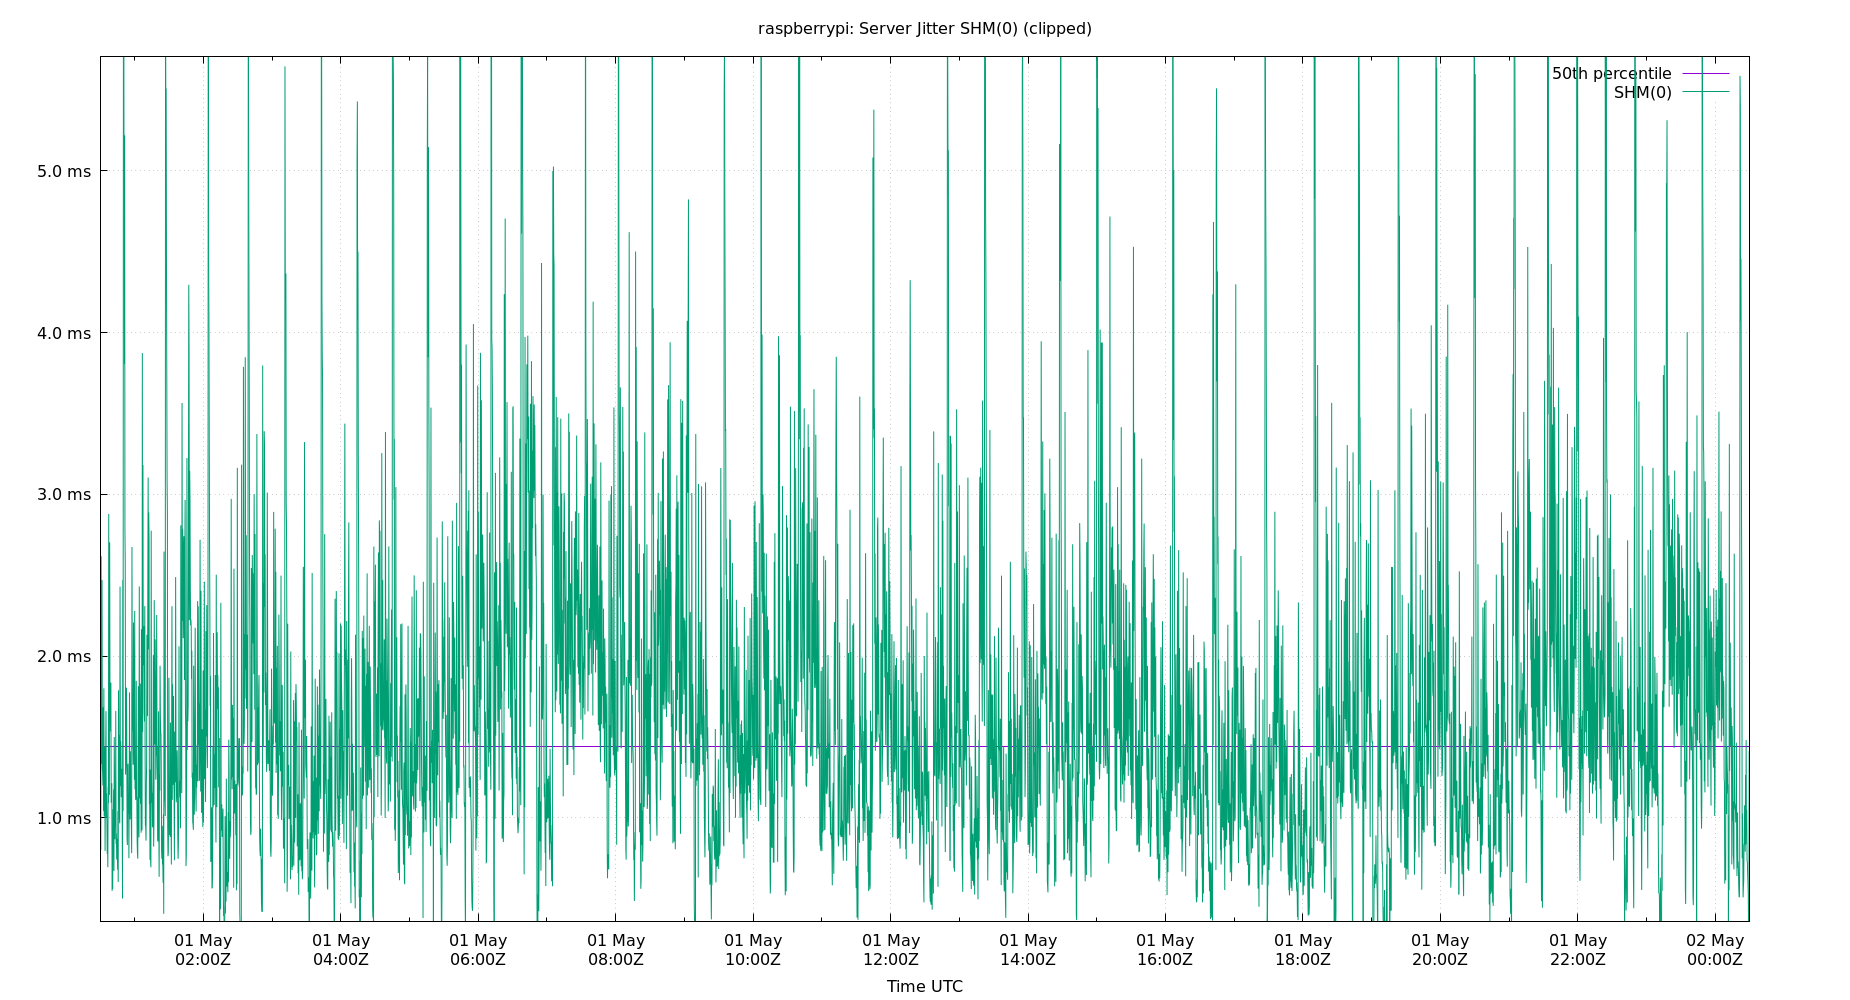 raspberrypi: Server Jitter SHM(0) (clipped)
50th percentile
SHM(0)
5.0 ms
4.0 ms
3.0 ms
2.0 ms
1.0 ms
01 May 01 May 01 May 01 May 01 May 01 May 01 May 01 May 01 May 01 May 01 May 02 May
02:00Z 04:00Z 06:00Z 08:00Z 10:00Z 12:00Z 14:00Z 16:00Z 18:00Z 20:00Z 22:00Z 00:00Z
Time UTC